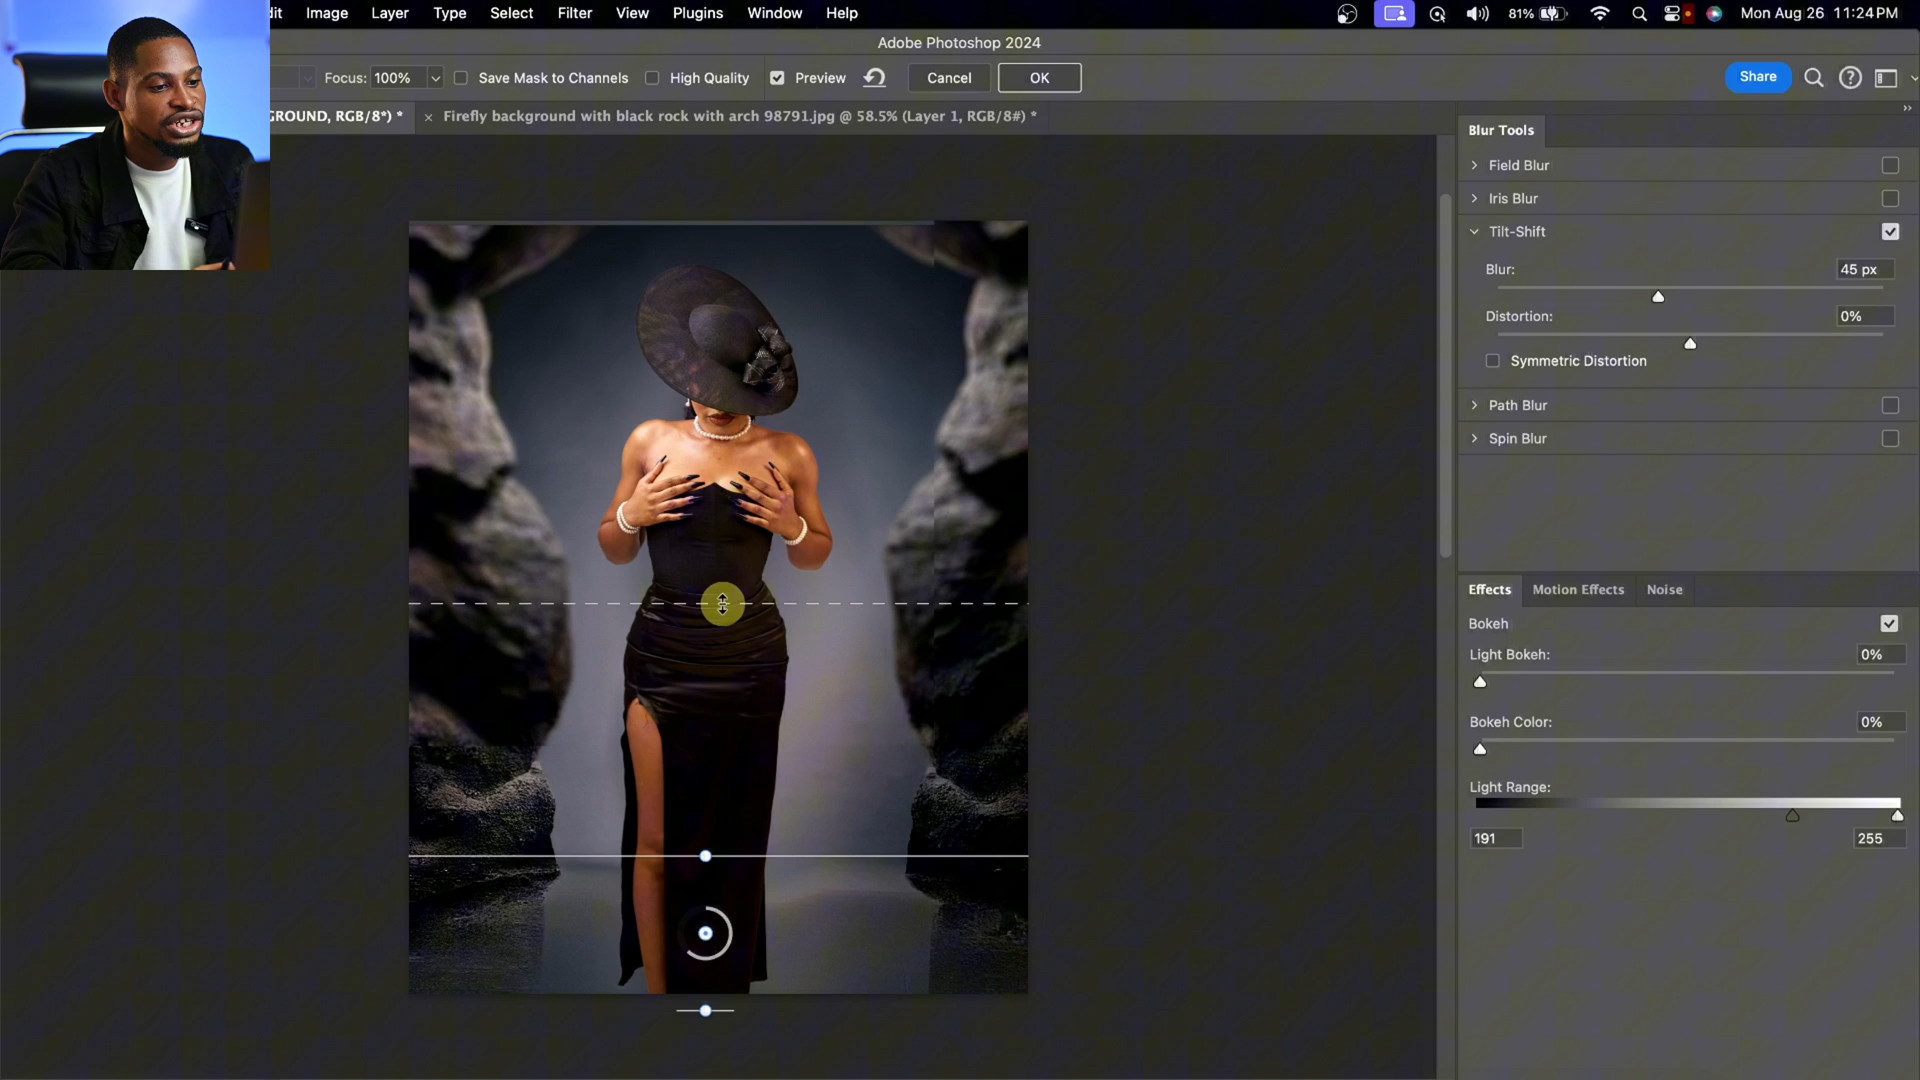 dit Image Layer Type Select Filter View Plugins Window Help 81% Mon Aug 26 11:24 PM
Adobe Photoshop 2024
Focus: 100% Save Mask to Channels High Quality Preview Cancel OK Share
GROUND, RGB/8*) * × Firefly background with black rock with arch 98791.jpg @ 58.5% (Layer 1, RGB/8#) *
Blur Tools
Field Blur
Iris Blur
Tilt-Shift
Blur: 45 px
Distortion: 0%
Symmetric Distortion
Path Blur
Spin Blur
Effects Motion Effects Noise
Bokeh
Light Bokeh: 0%
Bokeh Color: 0%
Light Range:
191 255